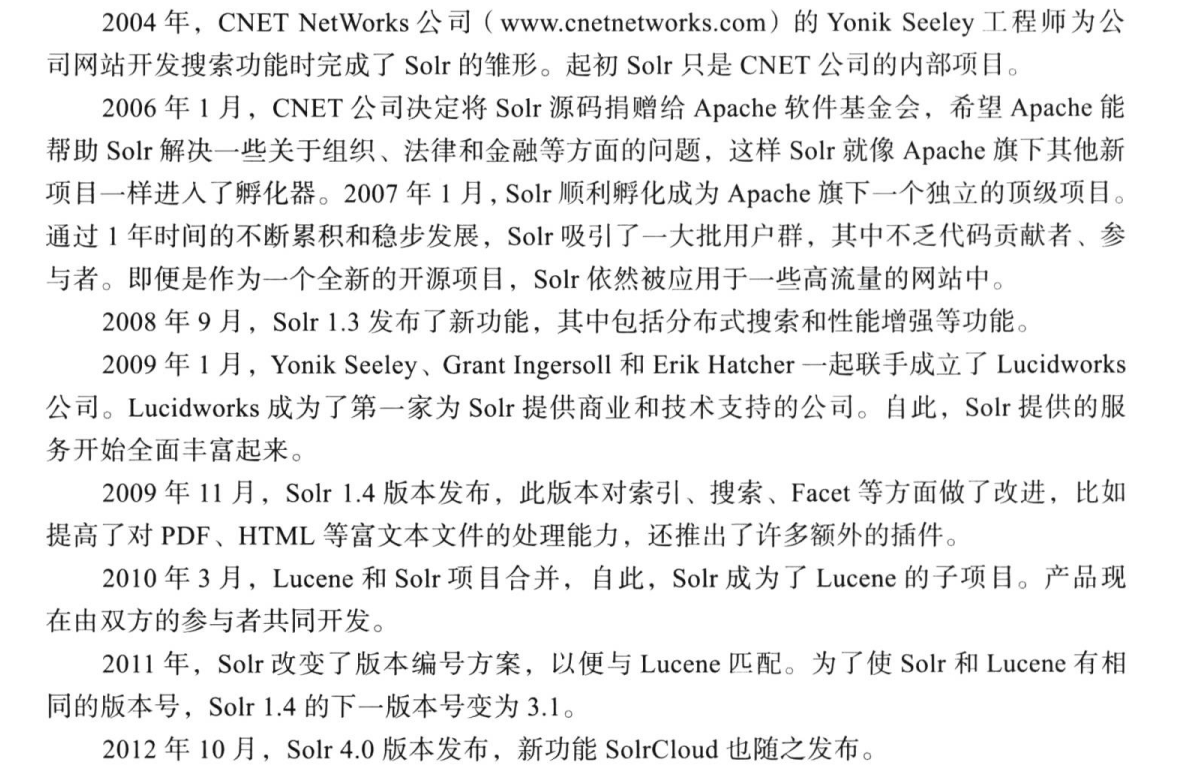 2004 年，CNET NetWorks 公司（www.cnetnetworks.com）的 Yonik Seeley 工程师为公
司网站开发搜索功能时完成了 Solr 的雏形。起初 Solr 只是 CNET 公司的内部项目。
2006 年 1 月，CNET 公司决定将 Solr 源码捐赠给 Apache 软件基金会，希望 Apache 能
帮助 Solr 解决一些关于组织、法律和金融等方面的问题，这样 Solr 就像 Apache 旗下其他新
项目一样进入了孵化器。2007 年 1 月，Solr 顺利孵化成为 Apache 旗下一个独立的顶级项目。
通过 1 年时间的不断累积和稳步发展，Solr 吸引了一大批用户群，其中不乏代码贡献者、参
与者。即便是作为一个全新的开源项目，Solr 依然被应用于一些高流量的网站中。
2008 年 9 月，Solr 1.3 发布了新功能，其中包括分布式搜索和性能增强等功能。
2009 年 1 月，Yonik Seeley、Grant Ingersoll 和 Erik Hatcher 一起联手成立了 Lucidworks
公司。Lucidworks 成为了第一家为 Solr 提供商业和技术支持的公司。自此，Solr 提供的服
务开始全面丰富起来。
2009 年 11 月，Solr 1.4 版本发布，此版本对索引、搜索、Facet 等方面做了改进，比如
提高了对 PDF、HTML 等富文本文件的处理能力，还推出了许多额外的插件。
2010 年 3 月，Lucene 和 Solr 项目合并，自此，Solr 成为了 Lucene 的子项目。产品现
在由双方的参与者共同开发。
2011 年，Solr 改变了版本编号方案，以便与 Lucene 匹配。为了使 Solr 和 Lucene 有相
同的版本号，Solr 1.4 的下一版本号变为 3.1。
2012 年 10 月，Solr 4.0 版本发布，新功能 SolrCloud 也随之发布。